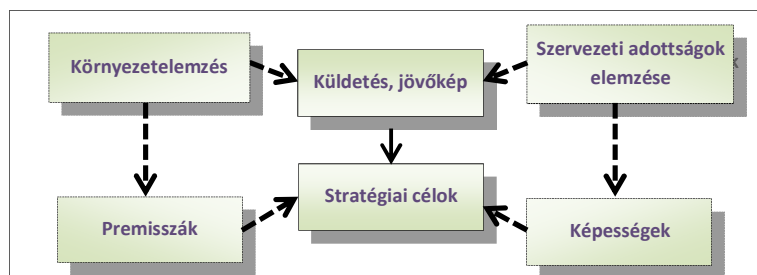 Környezetelemzés
Küldetés, jövőkép
Szervezeti adottságok
elemzése
Premisszák
Stratégiai célok
Képességek